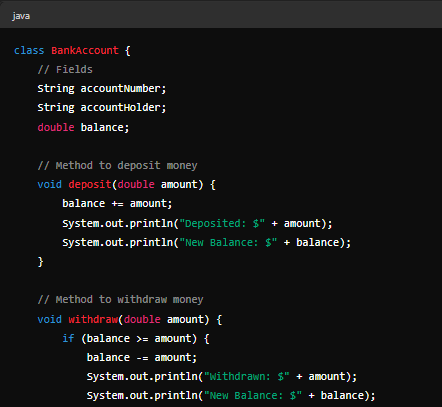 java
class BankAccount {
    // Fields
    String accountNumber;
    String accountHolder;
    double balance;

    // Method to deposit money
    void deposit(double amount) {
        balance += amount;
        System.out.println("Deposited: $" + amount);
        System.out.println("New Balance: $" + balance);
    }

    // Method to withdraw money
    void withdraw(double amount) {
        if (balance >= amount) {
            balance -= amount;
            System.out.println("Withdrawn: $" + amount);
            System.out.println("New Balance: $" + balance);